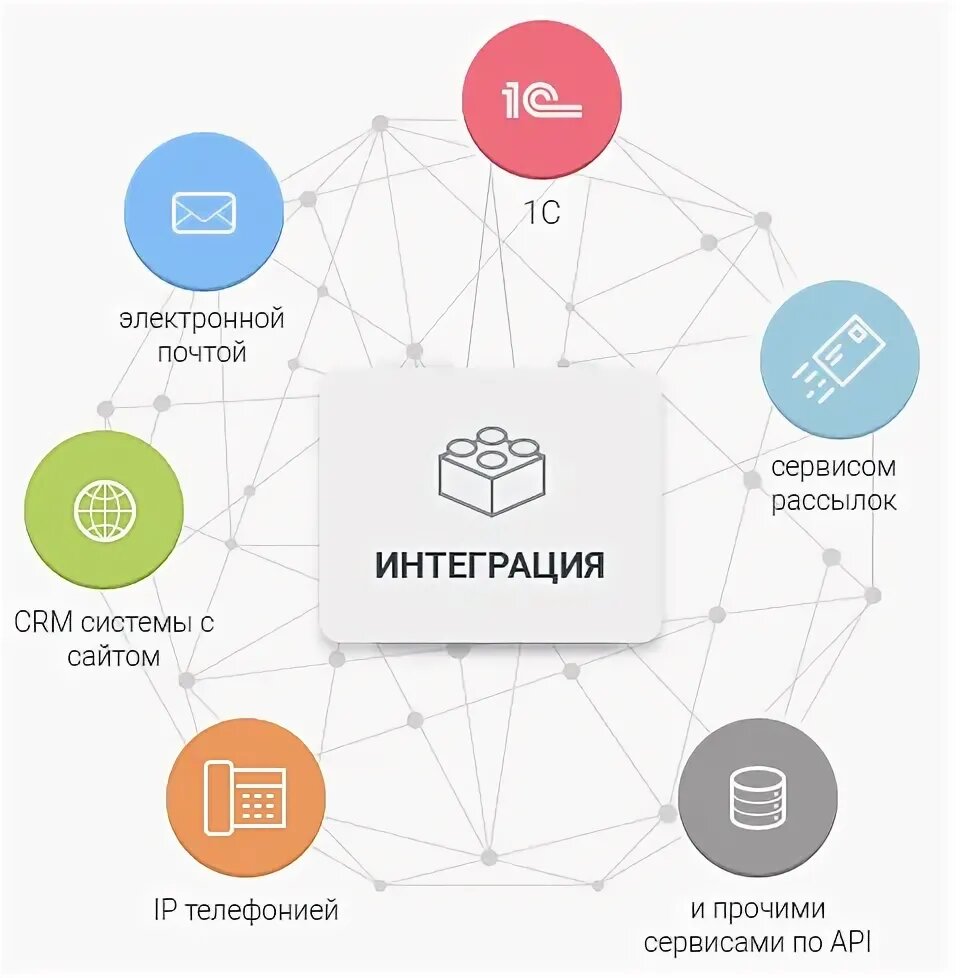 1С
1С
электронной
почтой
сервисом
рассылок
ИНТЕГРАЦИЯ
CRM системы с
сайтом
IP телефонией
и прочими
сервисами по API